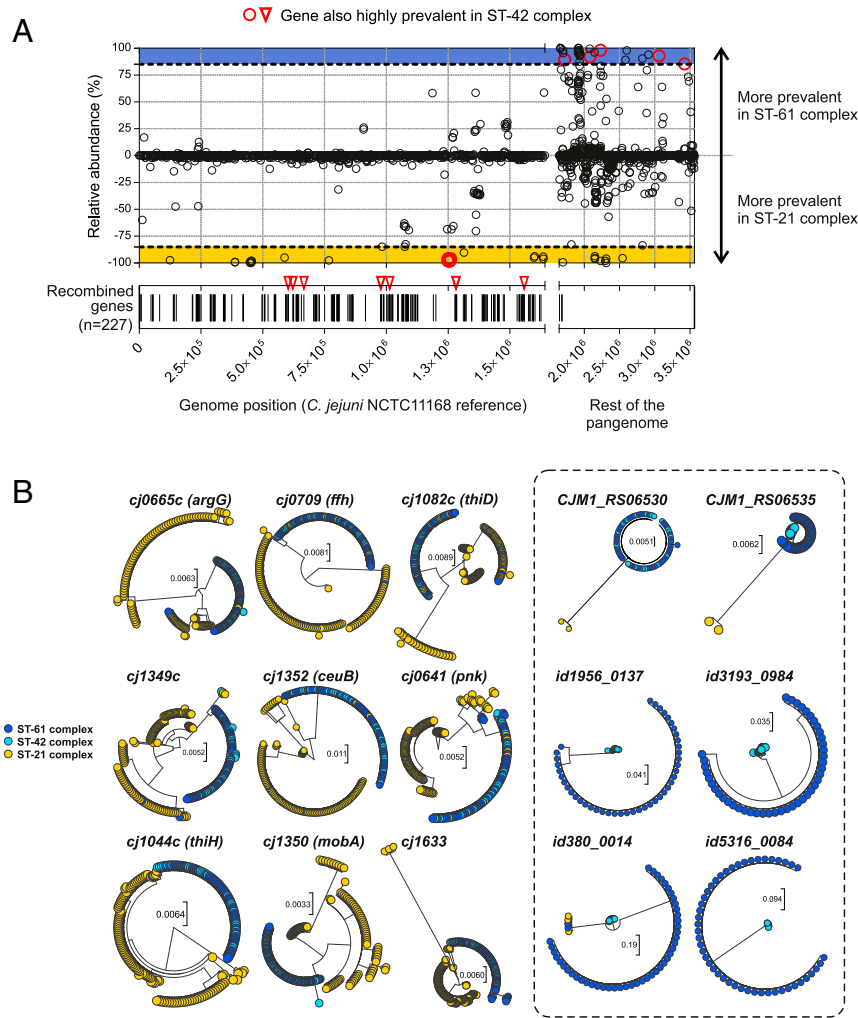 Gene also highly prevalent in ST-42 complex
A
Relative abundance (%)
100
75
50
25
0
-25
-50
-75
-100
More prevalent
in ST-61 complex
More prevalent
in ST-21 complex
Recombined
genes
(n=227)
0
2.5×10⁵
5.0×10⁵
7.5×10⁵
1.0×10⁶
1.3×10⁶
1.5×10⁶
2.0×10⁶
2.5×10⁶
3.0×10⁶
3.5×10⁶
Genome position (C. jejuni NCTC11168 reference)
Rest of the
pangenome
B
cj0665c (argG)
0.0063
cj0709 (ffh)
0.0081
cj1082c (thiD)
0.0089
CJM1_RS06530
0.0051
CJM1_RS06535
0.0062
cj1349c
0.0052
cj1352 (ceuB)
0.011
cj0641 (pnk)
0.0052
id1956_0137
0.041
id3193_0984
0.035
ST-61 complex
ST-42 complex
ST-21 complex
cj1044c (thiH)
0.0064
cj1350 (mobA)
0.0033
cj1633
0.0060
id380_0014
0.19
id5316_0084
0.094